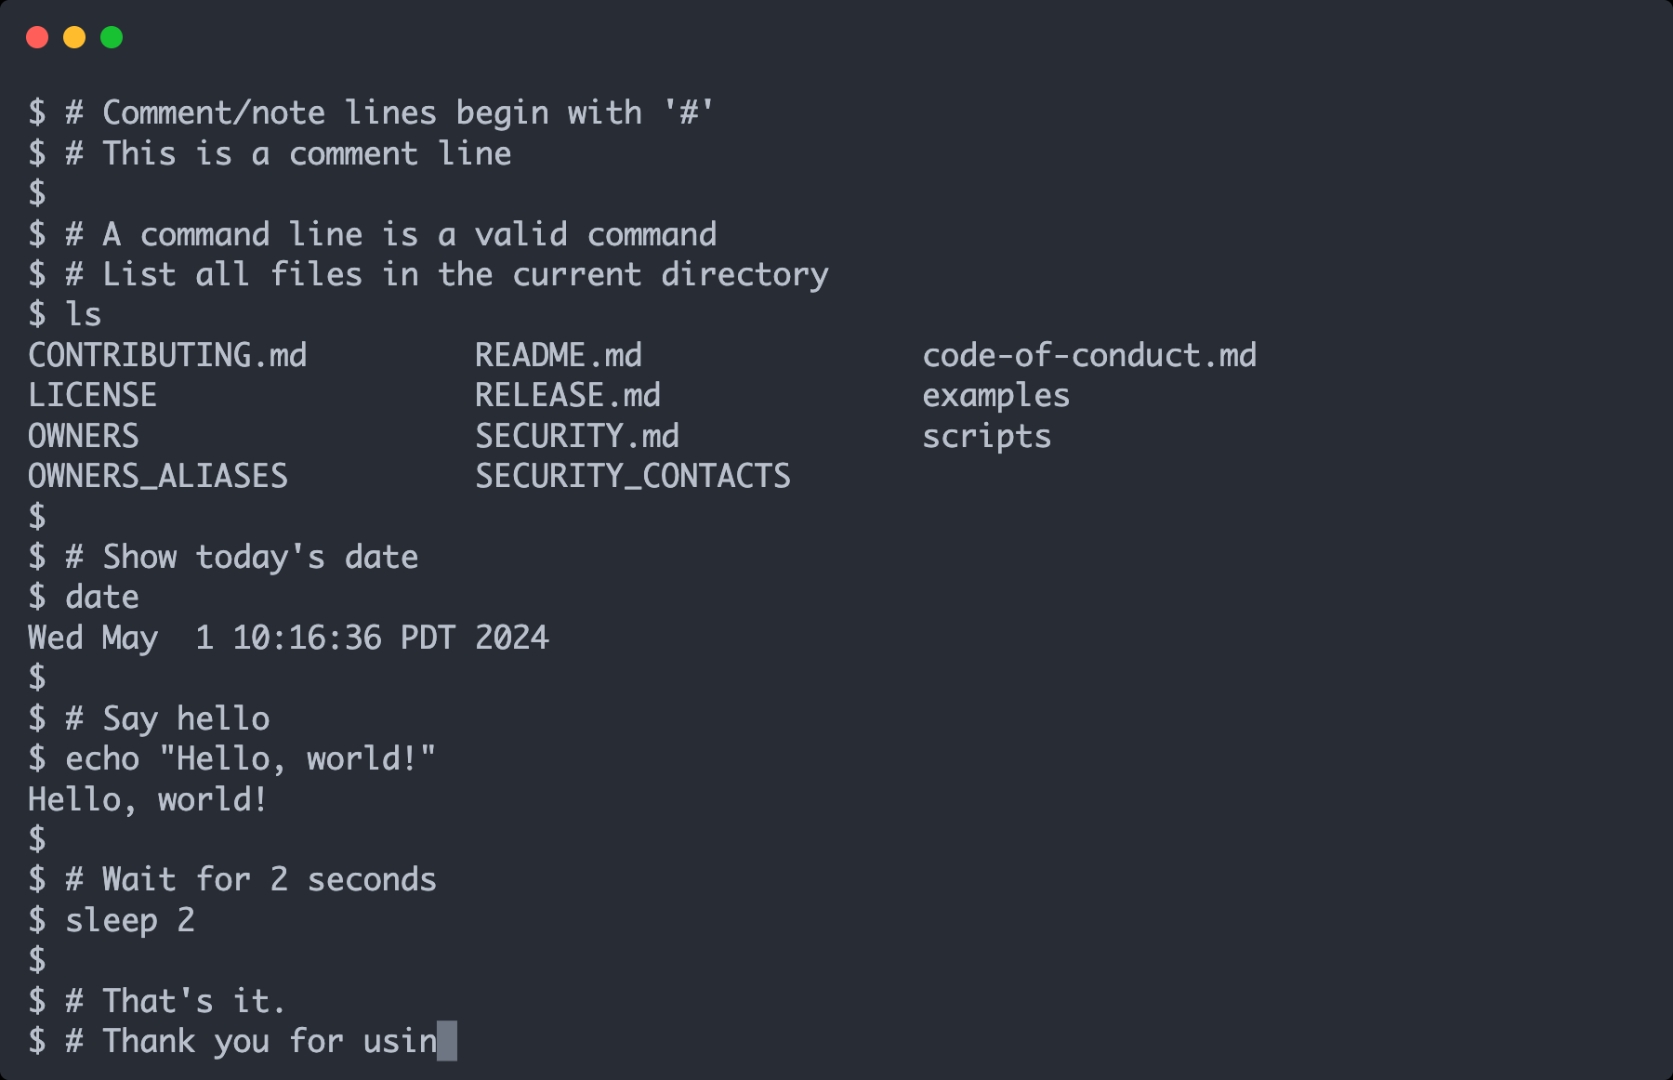 $ # Comment/note lines begin with '#'
$ # This is a comment line
$
$ # A command line is a valid command
$ # List all files in the current directory
$ ls
CONTRIBUTING.md         README.md               code-of-conduct.md
LICENSE                 RELEASE.md              examples
OWNERS                  SECURITY.md             scripts
OWNERS_ALIASES          SECURITY_CONTACTS
$
$ # Show today's date
$ date
Wed May  1 10:16:36 PDT 2024
$
$ # Say hello
$ echo "Hello, world!"
Hello, world!
$
$ # Wait for 2 seconds
$ sleep 2
$
$ # That's it.
$ # Thank you for usin